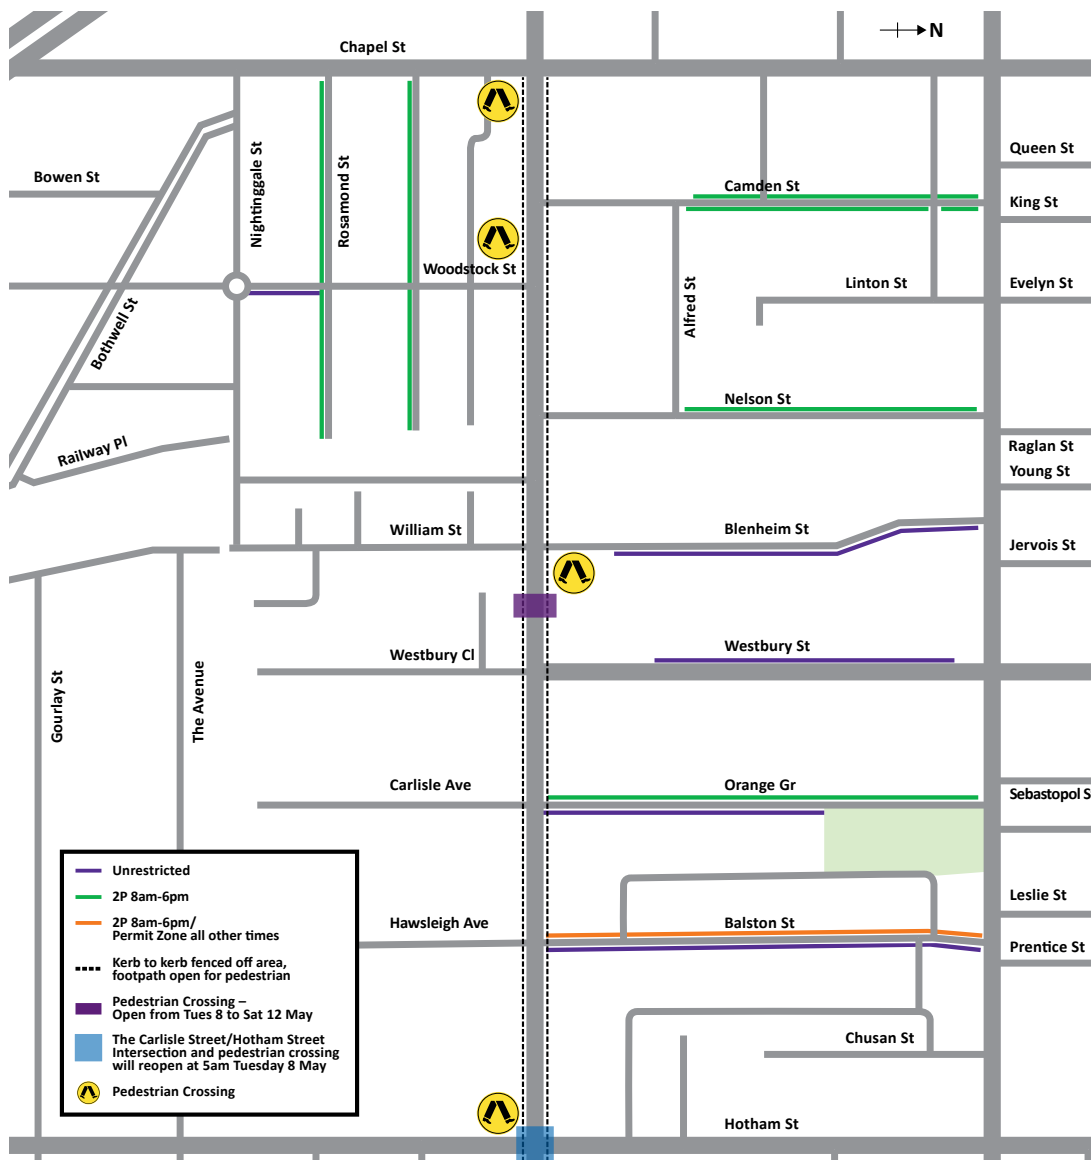 N
Chapel St
Queen St
Bowen St
Nightinggale St
Rosamond St
Camden St
King St
Woodstock St
Linton St
Evelyn St
Alfred St
Bothwell St
Nelson St
Railway Pl
Raglan St
Young St
William St
Blenheim St
Jervois St
Westbury Cl
Westbury St
Gourlay St
The Avenue
Carlisle Ave
Orange Gr
Sebastopol S
Leslie St
Hawsleigh Ave
Balston St
Prentice St
Chusan St
Hotham St
Unrestricted
2P 8am-6pm
2P 8am-6pm/
Permit Zone all other times
Kerb to kerb fenced off area,
footpath open for pedestrian
Pedestrian Crossing –
Open from Tues 8 to Sat 12 May
The Carlisle Street/Hotham Street
Intersection and pedestrian crossing
will reopen at 5am Tuesday 8 May
Pedestrian Crossing